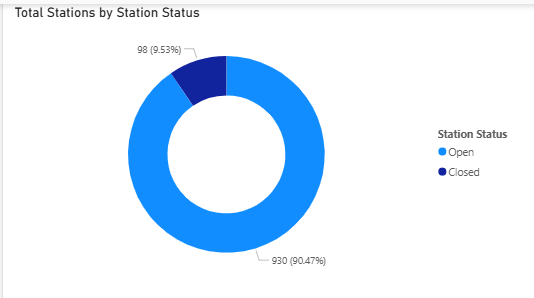 Total Stations by Station Status
98 (9.53%)
Station Status
Open
Closed
930 (90.47%)